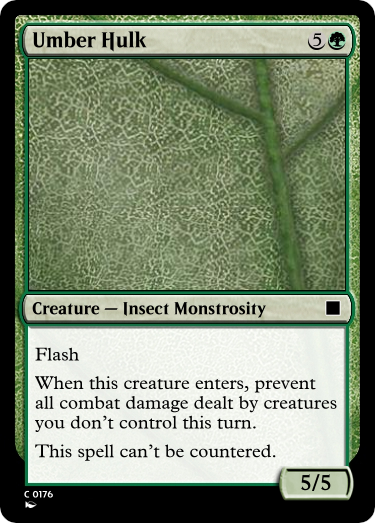 Umber Hulk 5
Creature — Insect Monstrosity
Flash
When this creature enters, prevent
all combat damage dealt by creatures
you don't control this turn.
This spell can't be countered.
5/5
C 0176